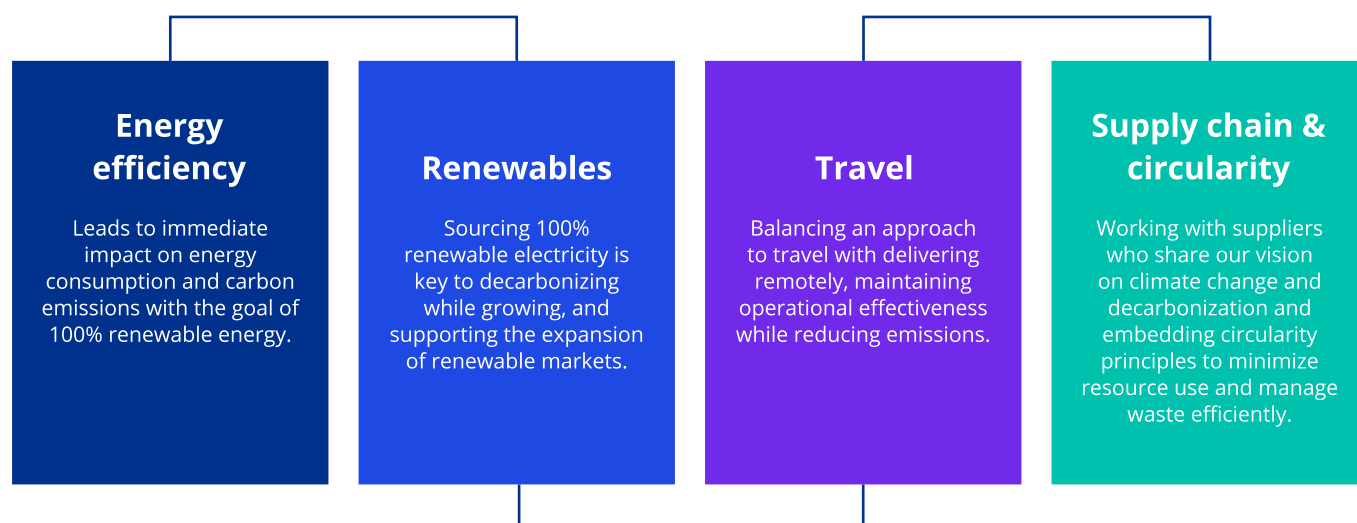 Energy
efficiency
Leads to immediate
impact on energy
consumption and carbon
emissions with the goal of
100% renewable energy.
Renewables
Sourcing 100%
renewable electricity is
key to decarbonizing
while growing, and
supporting the expansion
of renewable markets.
Travel
Balancing an approach
to travel with delivering
remotely, maintaining
operational effectiveness
while reducing emissions.
Supply chain &
circularity
Working with suppliers
who share our vision
on climate change and
decarbonization and
embedding circularity
principles to minimize
resource use and manage
waste efficiently.